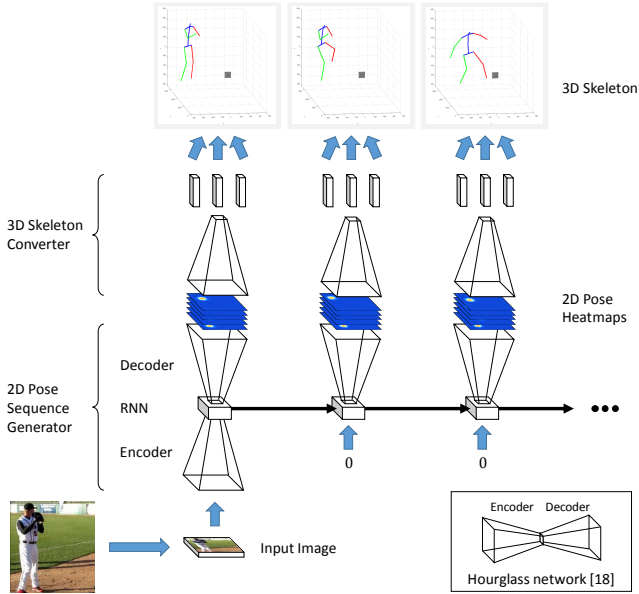 3D Skeleton
3D Skeleton
Converter
2D Pose
Heatmaps
Decoder
2D Pose
Sequence
Generator
RNN
Encoder
0
0
Input Image
Encoder
Decoder
Hourglass network [18]